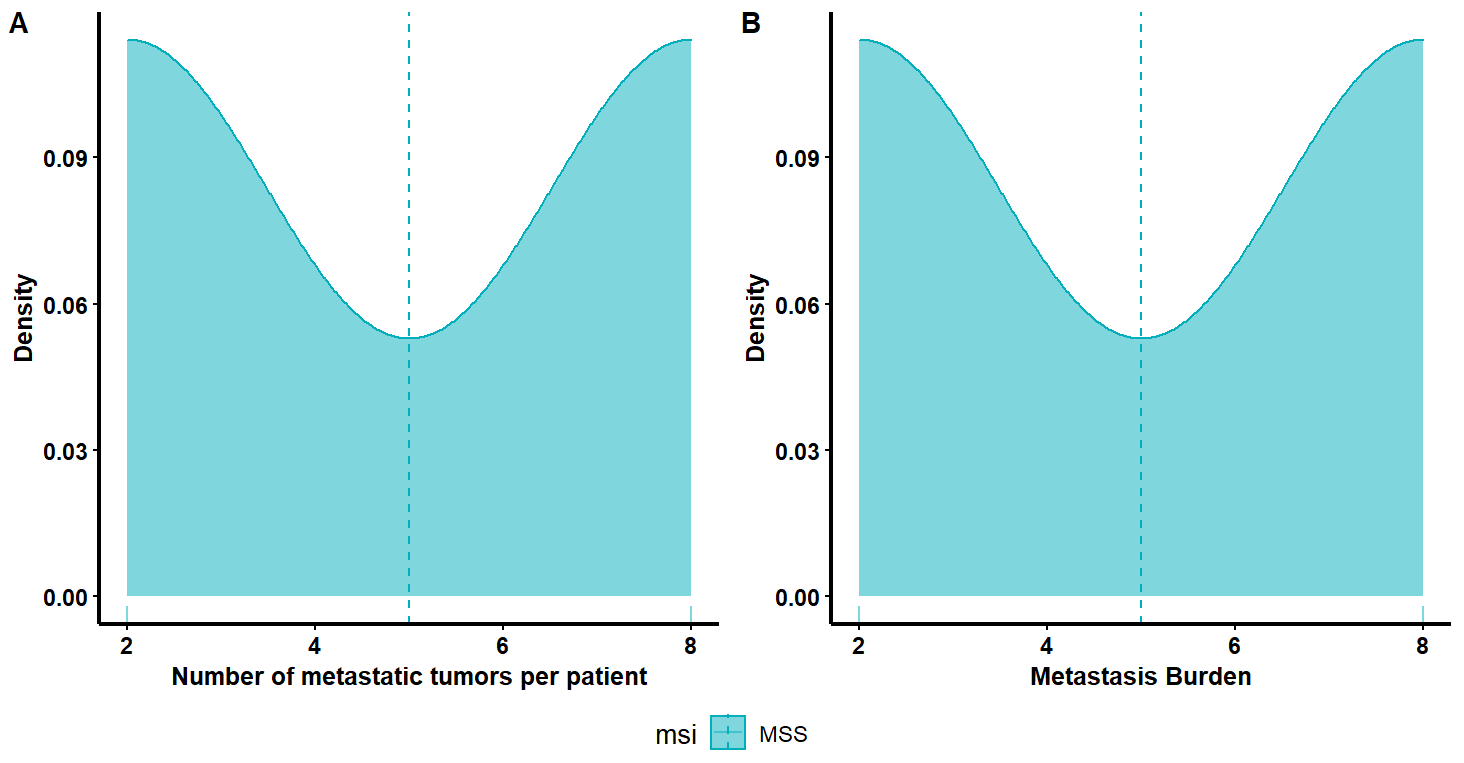 A
Density
0.09
0.06
0.03
0.00
2 4 6 8
Number of metastatic tumors per patient
B
Density
0.09
0.06
0.03
0.00
2 4 6 8
Metastasis Burden
msi MSS